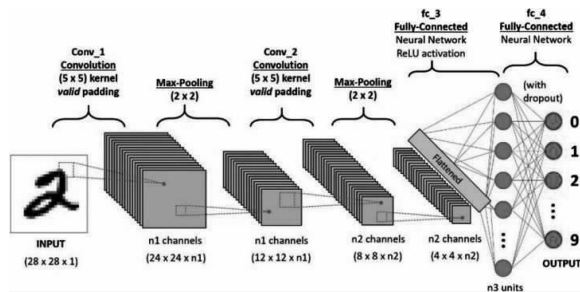 fc_3
Fully-Connected
Neural Network
ReLU activation
fc_4
Fully-Connected
Neural Network
Conv_1
Convolution
(5 x 5) kernel
valid padding
Max-Pooling
(2 x 2)
Conv_2
Convolution
(5 x 5) kernel
valid padding
Max-Pooling
(2 x 2)
(with
dropout)
Flattened
0
1
2
9
2
INPUT
(28 x 28 x 1)
n1 channels
(24 x 24 x n1)
n1 channels
(12 x 12 x n1)
n2 channels
(8 x 8 x n2)
n2 channels
(4 x 4 x n2)
OUTPUT
n3 units